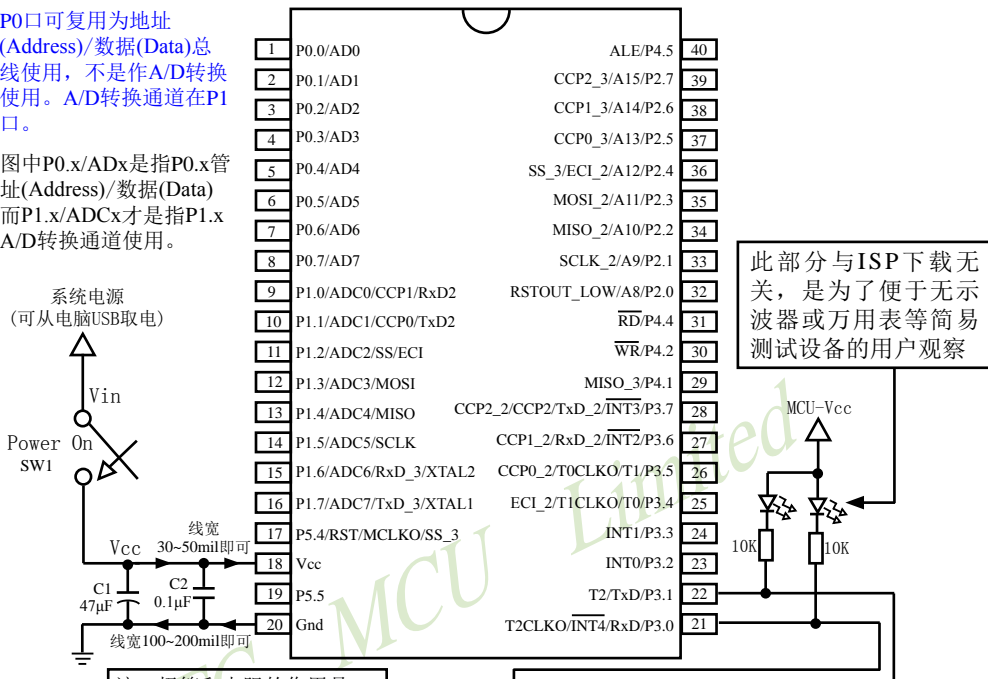 P0口可复用为地址
(Address)/数据(Data)总
线使用，不是作A/D转换
使用。A/D转换通道在P1
口。
图中P0.x/ADx是指P0.x管
址(Address)/数据(Data)
而P1.x/ADCx才是指P1.x
A/D转换通道使用。
系统电源
(可从电脑USB取电)
Vin
Power On
SW1
Vcc
线宽
30~50mil即可
C1
47μF
C2
0.1μF
线宽100~200mil即可
1 P0.0/AD0
2 P0.1/AD1
3 P0.2/AD2
4 P0.3/AD3
5 P0.4/AD4
6 P0.5/AD5
7 P0.6/AD6
8 P0.7/AD7
9 P1.0/ADC0/CCP1/RxD2
10 P1.1/ADC1/CCP0/TxD2
11 P1.2/ADC2/SS/ECI
12 P1.3/ADC3/MOSI
13 P1.4/ADC4/MISO
14 P1.5/ADC5/SCLK
15 P1.6/ADC6/RxD_3/XTAL2
16 P1.7/ADC7/TxD_3/XTAL1
17 P5.4/RST/MCLKO/SS_3
18 Vcc
19 P5.5
20 Gnd
ALE/P4.5 40
CCP2_3/A15/P2.7 39
CCP1_3/A14/P2.6 38
CCP0_3/A13/P2.5 37
SS_3/ECI_2/A12/P2.4 36
MOSI_2/A11/P2.3 35
MISO_2/A10/P2.2 34
SCLK_2/A9/P2.1 33
RSTOUT_LOW/A8/P2.0 32
RD/P4.4 31
WR/P4.2 30
MISO_3/P4.1 29
CCP2_2/CCP2/TxD_2/INT3/P3.7 28
CCP1_2/RxD_2/INT2/P3.6 27
CCP0_2/T0CLKO/T1/P3.5 26
ECI_2/T1CLKO/T0/P3.4 25
INT1/P3.3 24
INT0/P3.2 23
T2/TxD/P3.1 22
T2CLKO/INT4/RxD/P3.0 21
此部分与ISP下载无
关，是为了便于无示
波器或万用表等简易
测试设备的用户观察
MCU-Vcc
10K
10K
MCU Limited